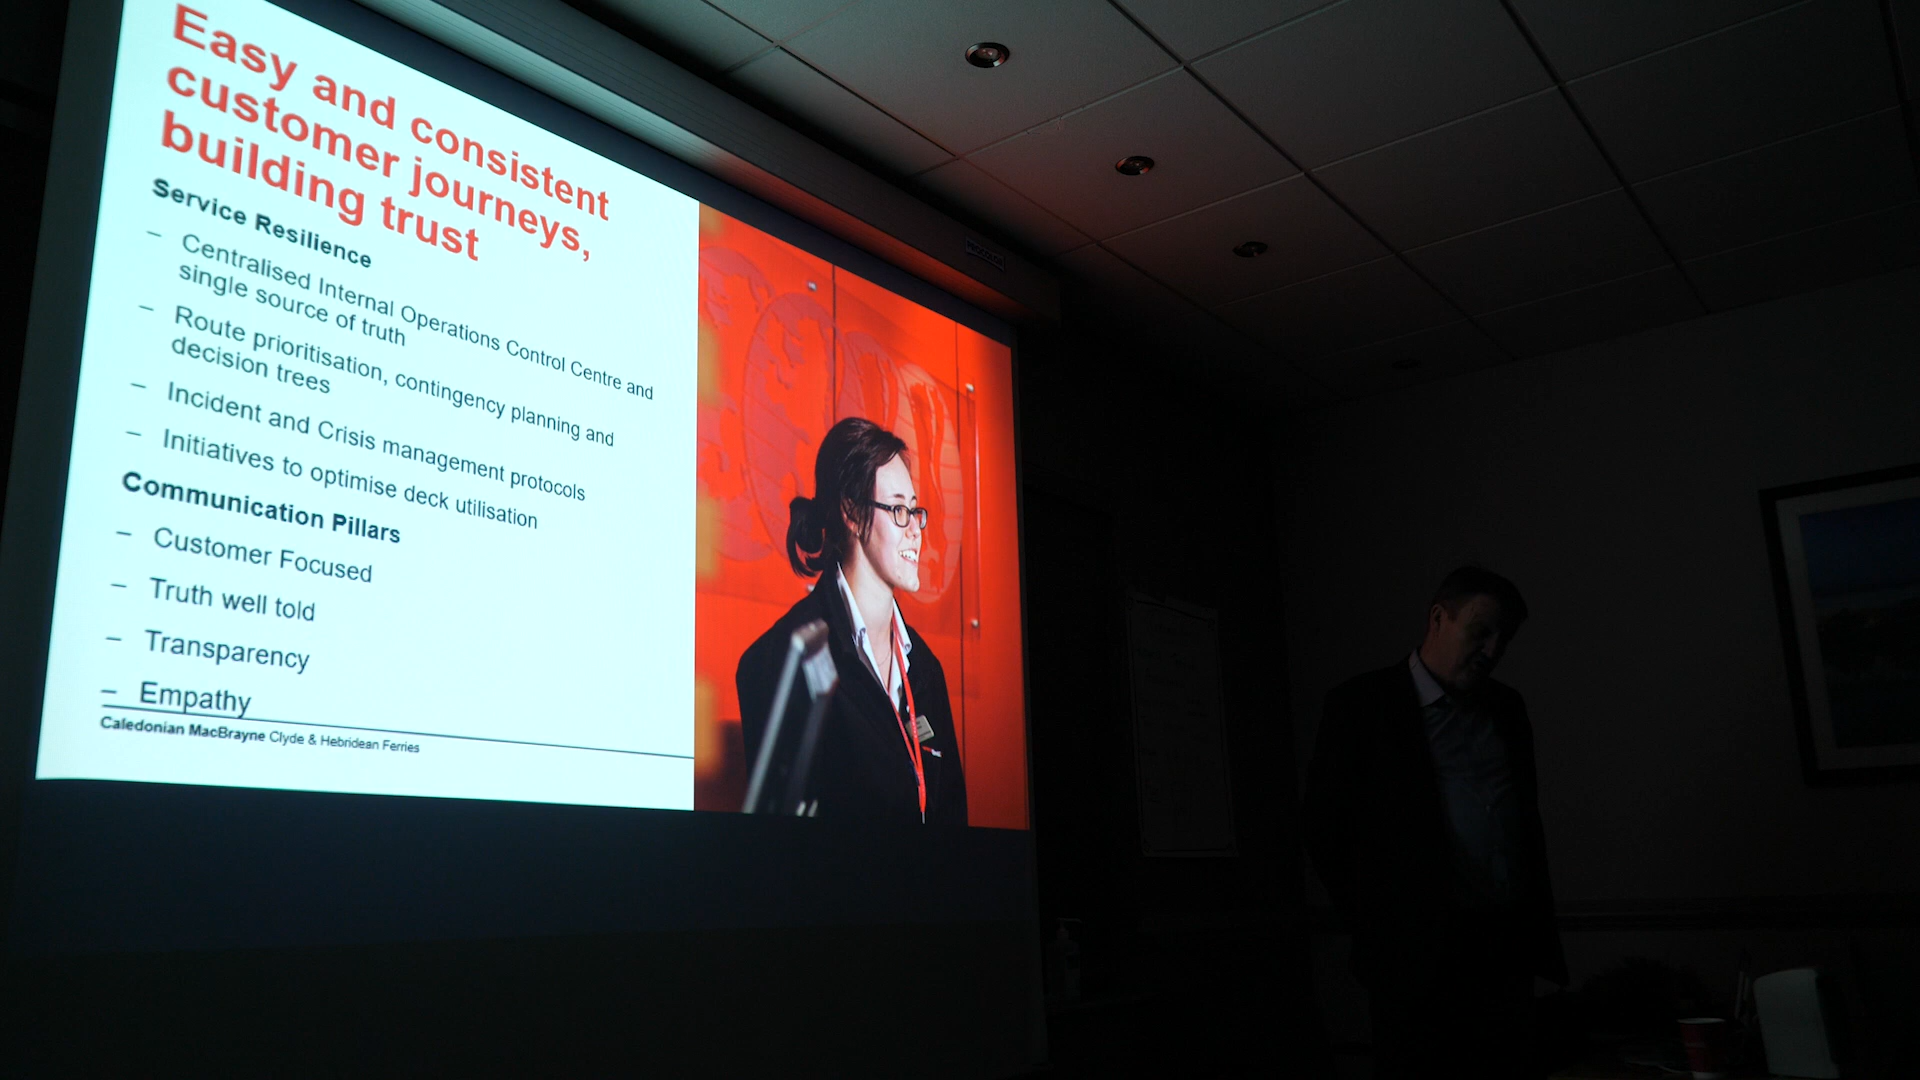 Easy and consistent
customer journeys,
building trust
Service Resilience
– Centralised Internal Operations Control Centre and
single source of truth
– Route prioritisation, contingency planning and
decision trees
– Incident and Crisis management protocols
– Initiatives to optimise deck utilisation
Communication Pillars
– Customer Focused
– Truth well told
– Transparency
– Empathy
Caledonian MacBrayne Clyde & Hebridean Ferries